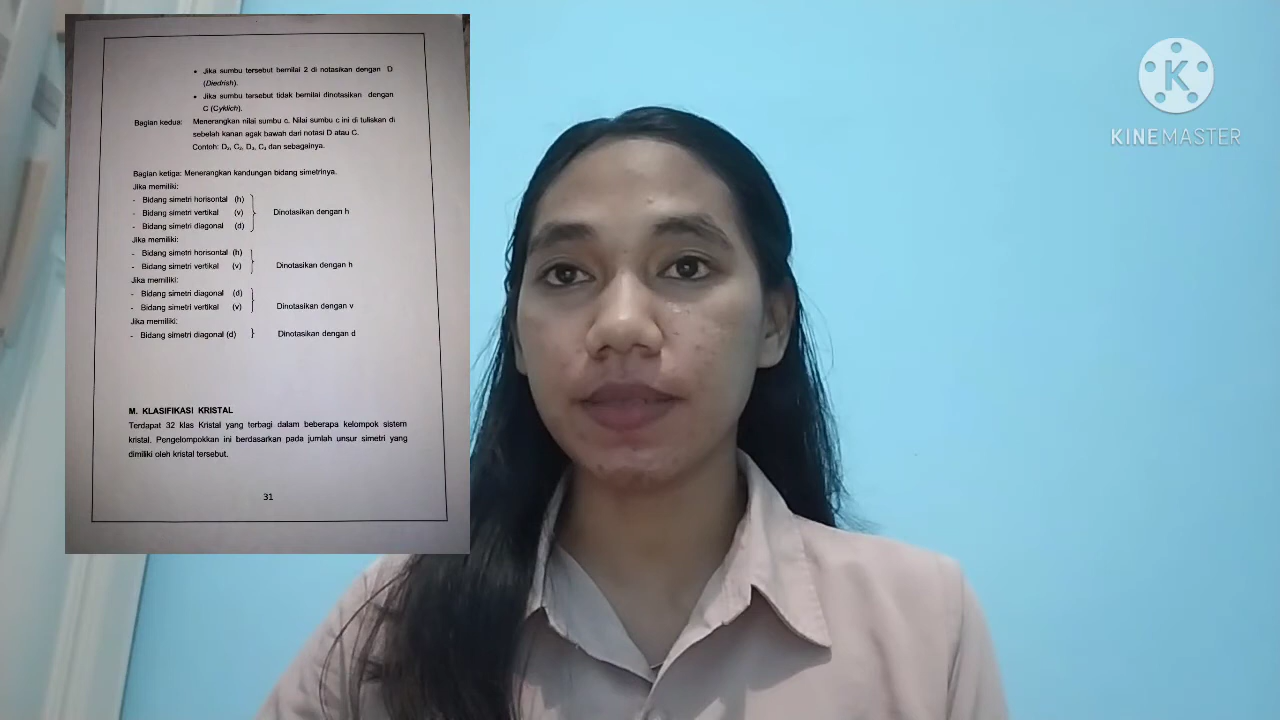 • Jika sumbu tersebut bernilai 2 di notasikan dengan D
(Diedrish).
• Jika sumbu tersebut tidak bernilai dinotasikan dengan
C (Cyklich).
Bagian kedua: Menerangkan nilai sumbu c. Nilai sumbu c ini di tuliskan di
sebelah kanan agak bawah dari notasi D atau C.
Contoh: D₂, C₂, D₃, C₃ dan sebagainya.
Bagian ketiga: Menerangkan kandungan bidang simetrinya.
Jika memiliki:
- Bidang simetri horisontal (h)
- Bidang simetri vertikal (v) Dinotasikan dengan h
- Bidang simetri diagonal (d)
Jika memiliki:
- Bidang simetri horisontal (h)
- Bidang simetri vertikal (v) Dinotasikan dengan h
Jika memiliki:
- Bidang simetri diagonal (d)
- Bidang simetri vertikal (v) Dinotasikan dengan v
Jika memiliki:
- Bidang simetri diagonal (d) } Dinotasikan dengan d
M. KLASIFIKASI KRISTAL
Terdapat 32 klas Kristal yang terbagi dalam beberapa kelompok sistem
kristal. Pengelompokkan ini berdasarkan pada jumlah unsur simetri yang
dimiliki oleh kristal tersebut.
31
K
KINEMASTER